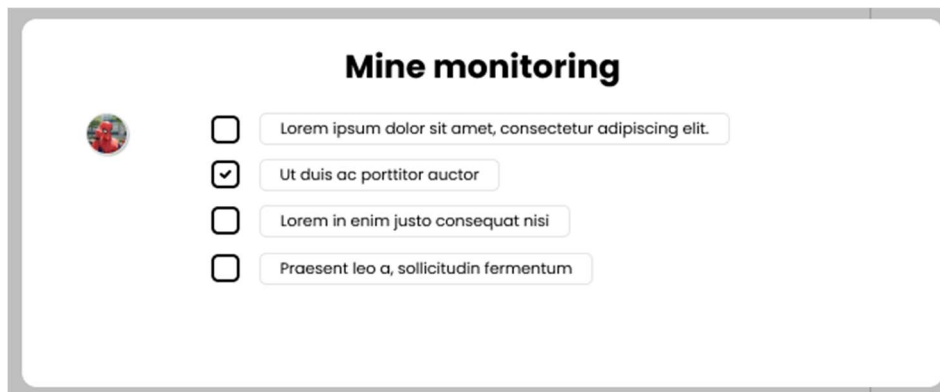 Mine monitoring
Lorem ipsum dolor sit amet, consectetur adipiscing elit.
Ut duis ac porttitor auctor
Lorem in enim justo consequat nisi
Praesent leo a, sollicitudin fermentum